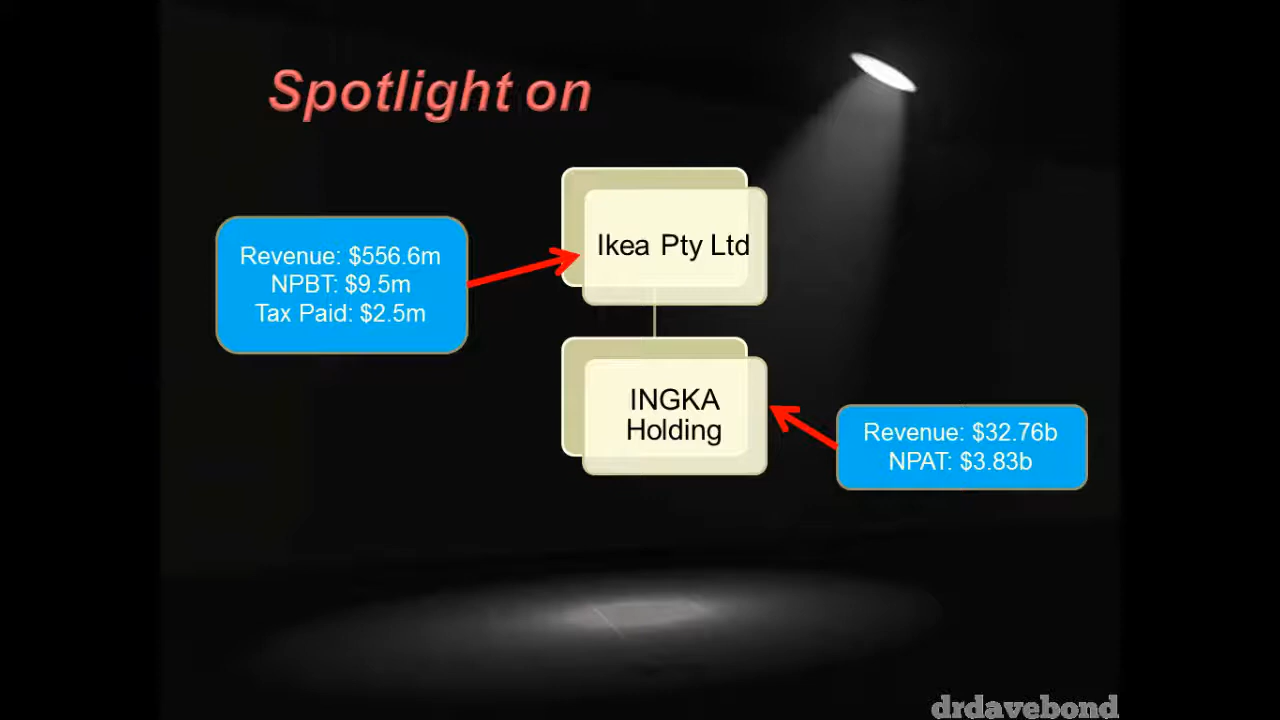 Spotlight on
Ikea Pty Ltd
Revenue: $556.6m
NPBT: $9.5m
Tax Paid: $2.5m
INGKA
Holding
Revenue: $32.76b
NPAT: $3.83b
drdavebond